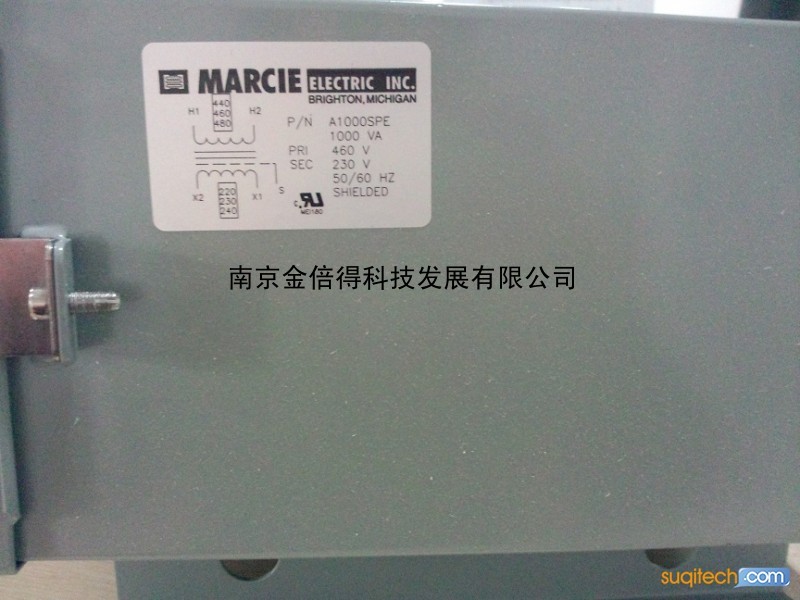 MARCIE ELECTRIC INC.
BRIGHTON, MICHIGAN
H1 440 H2
460
480
P/N A1000SPE
1000 VA
PRI 460 V
SEC 230 V
50/60 HZ
SHIELDED
X2 220 X1 S
230
240
c RU
ME180
南京金倍得科技发展有限公司
suqitech.com